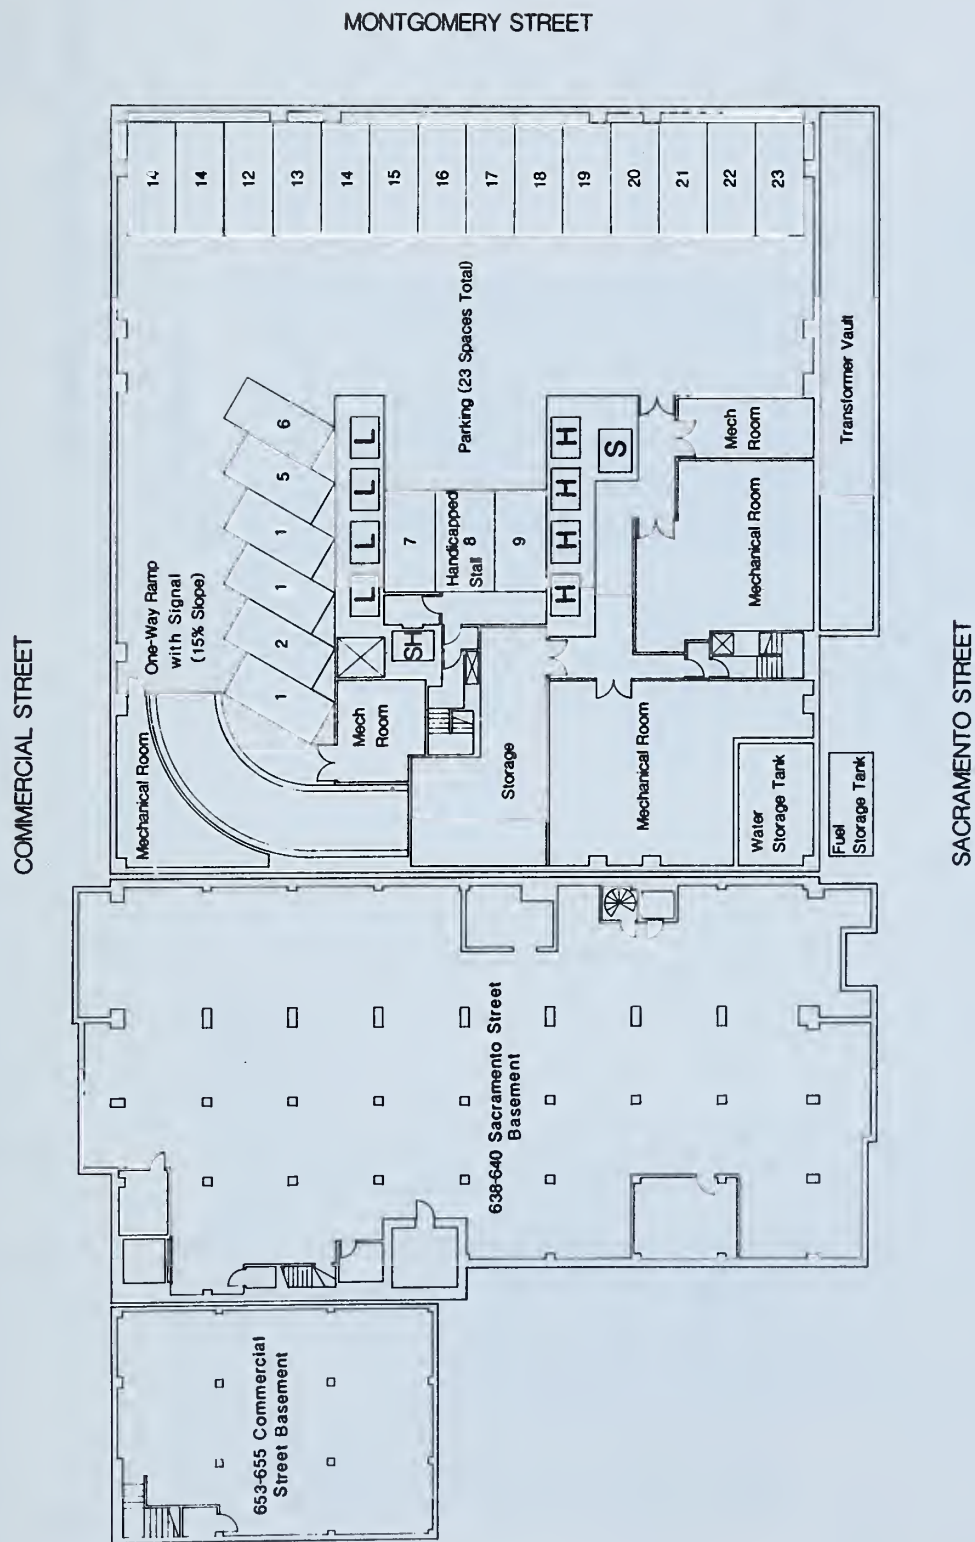 MONTGOMERY STREET
COMMERCIAL STREET
SACRAMENTO STREET
14
14
12
13
14
15
16
17
18
19
20
21
22
23
Parking (23 Spaces Total)
Transformer Vault
6
5
1
1
2
1
One-Way Ramp
with Signal
(15% Slope)
L
L
L
L
7
Handicapped
8
Stall
9
H
H
H
H
S
SH
Mech
Room
Mechanical Room
Mech
Room
Mechanical Room
Storage
Mechanical Room
Water
Storage Tank
Fuel
Storage Tank
638-640 Sacramento Street
Basement
653-655 Commercial
Street Basement